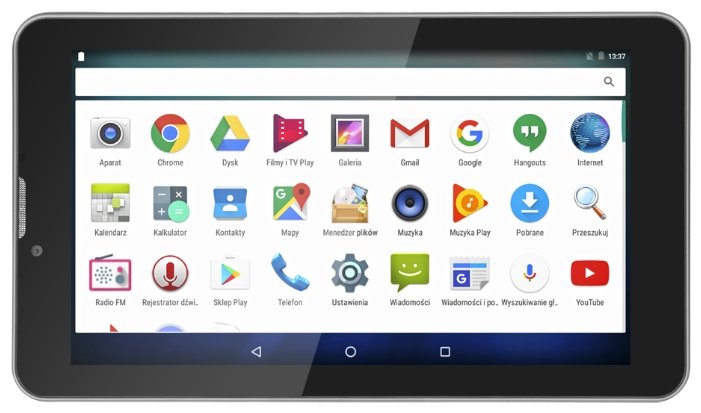 13:37
Aparat Chrome Dysk Filmy i TV Play Galeria Gmail Google Hangouts Internet
Kalendarz Kalkulator Kontakty Mapy Menedżer plików Muzyka Muzyka Play Pobrane Przeszukuj
Radio FM Rejestrator dźwi.. Sklep Play Telefon Ustawienia Wiadomości Wiadomości i po.. Wyszukiwanie gł.. YouTube